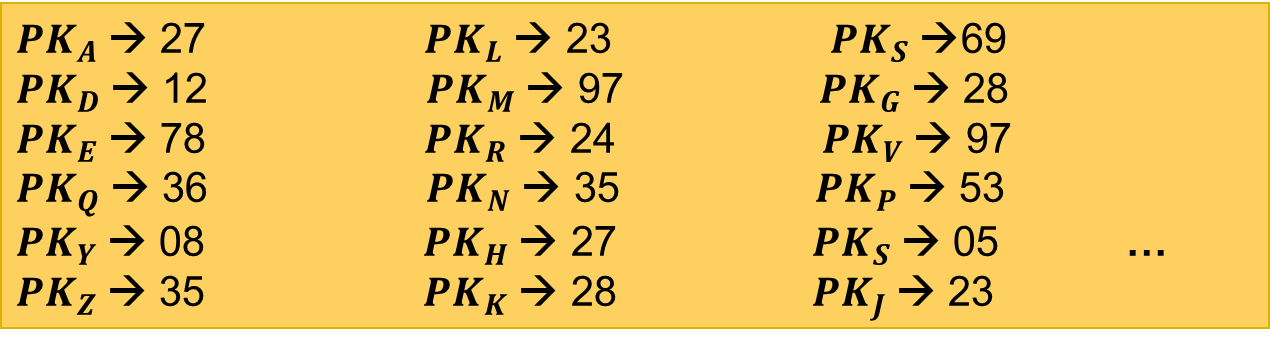 PK_A → 27 PK_L → 23 PK_S → 69
PK_D → 12 PK_M → 97 PK_G → 28
PK_E → 78 PK_R → 24 PK_V → 97
PK_Q → 36 PK_N → 35 PK_P → 53
PK_Y → 08 PK_H → 27 PK_S → 05 ...
PK_Z → 35 PK_K → 28 PK_J → 23